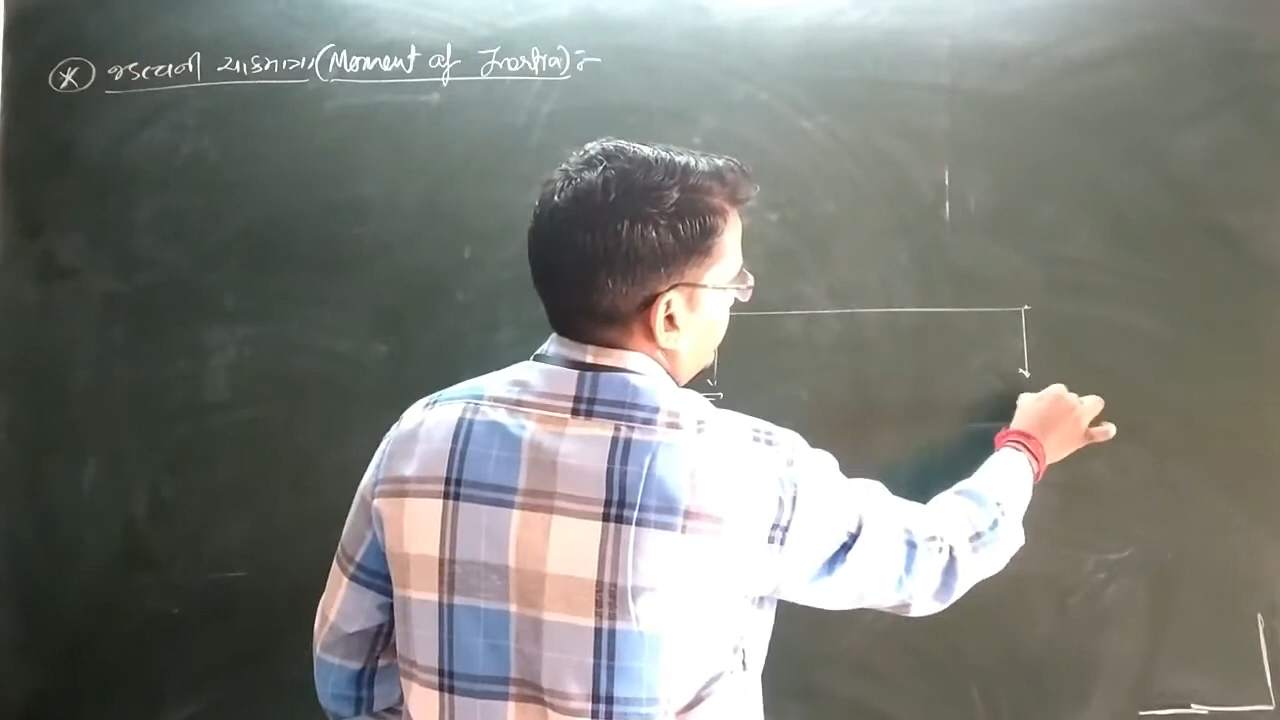 * જડત્વની ચાકમાત્રા (Moment of Inertia) :-